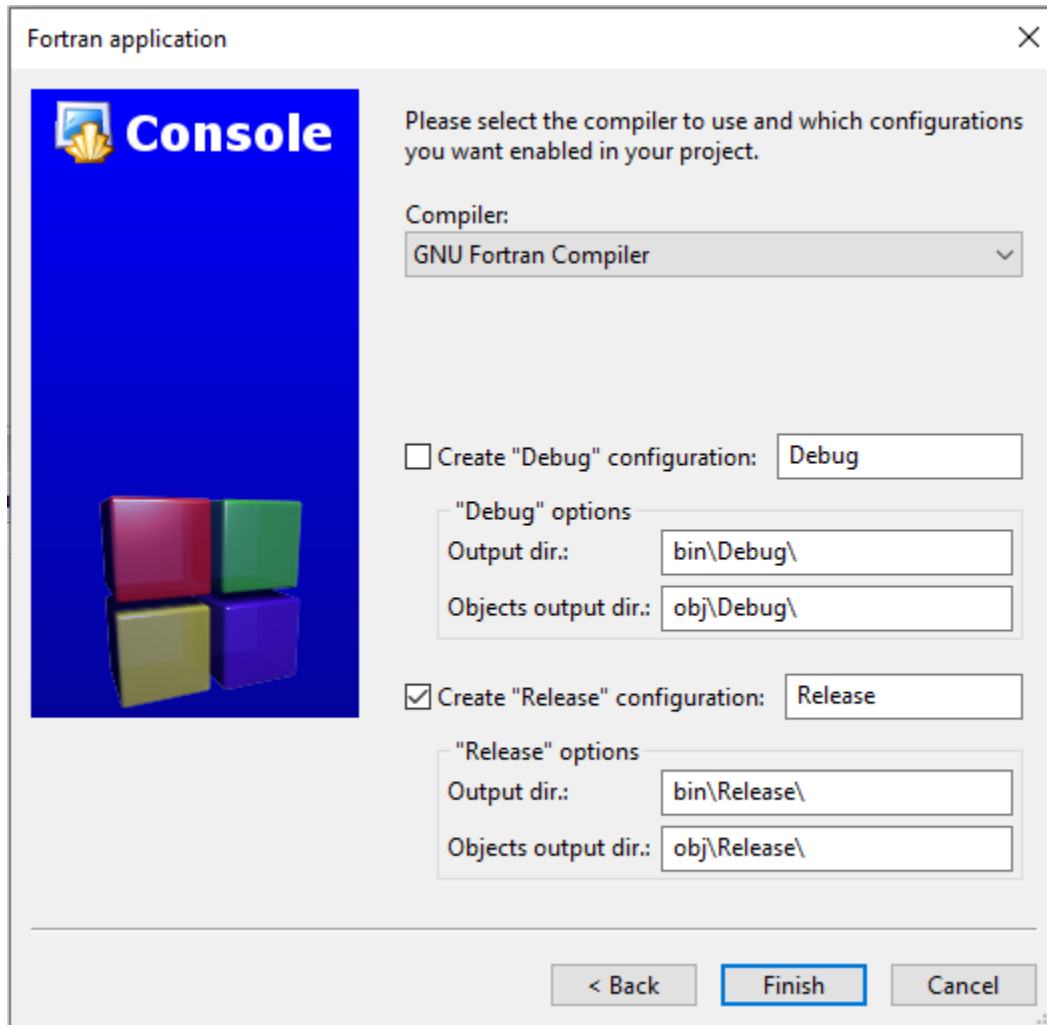 Fortran application
Console
Please select the compiler to use and which configurations
you want enabled in your project.
Compiler:
GNU Fortran Compiler
Create "Debug" configuration: Debug
"Debug" options
Output dir.: bin\Debug\
Objects output dir.: obj\Debug\
Create "Release" configuration: Release
"Release" options
Output dir.: bin\Release\
Objects output dir.: obj\Release\
< Back Finish Cancel